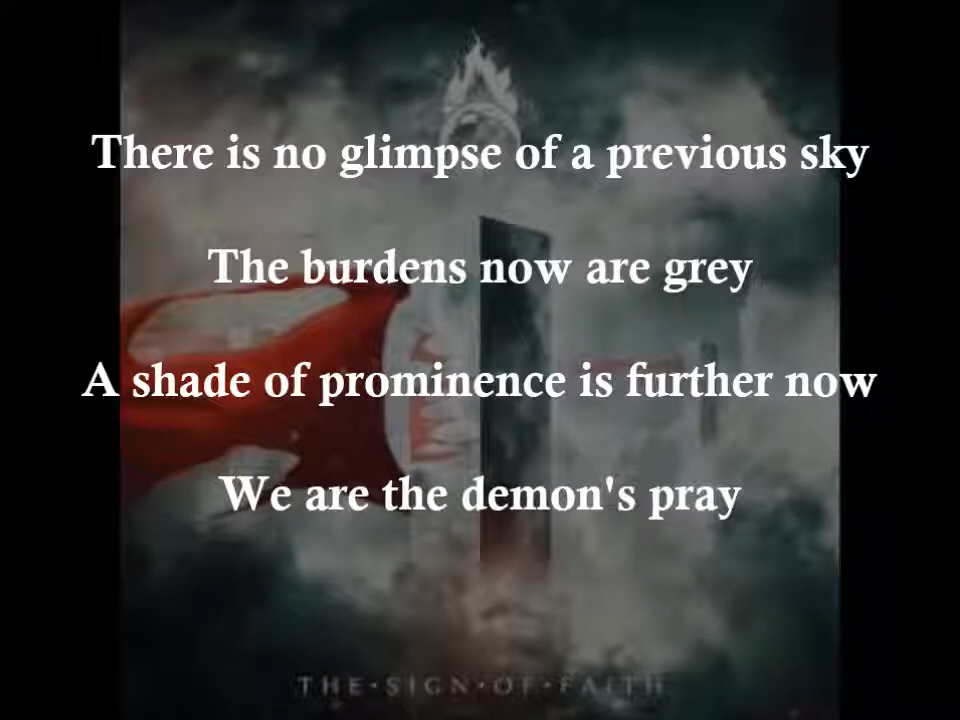 There is no glimpse of a previous sky
The burdens now are grey
A shade of prominence is further now
We are the demon's pray
THE·SIGN·OF·FAITH